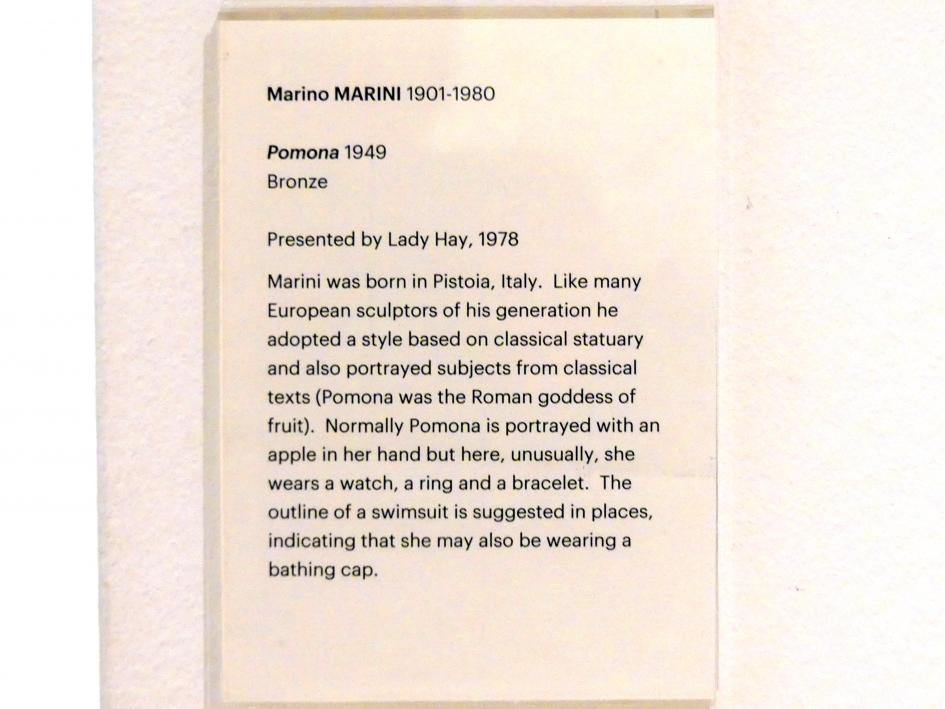 Marino MARINI 1901-1980
Pomona 1949
Bronze
Presented by Lady Hay, 1978
Marini was born in Pistoia, Italy.  Like many
European sculptors of his generation he
adopted a style based on classical statuary
and also portrayed subjects from classical
texts (Pomona was the Roman goddess of
fruit).  Normally Pomona is portrayed with an
apple in her hand but here, unusually, she
wears a watch, a ring and a bracelet.  The
outline of a swimsuit is suggested in places,
indicating that she may also be wearing a
bathing cap.